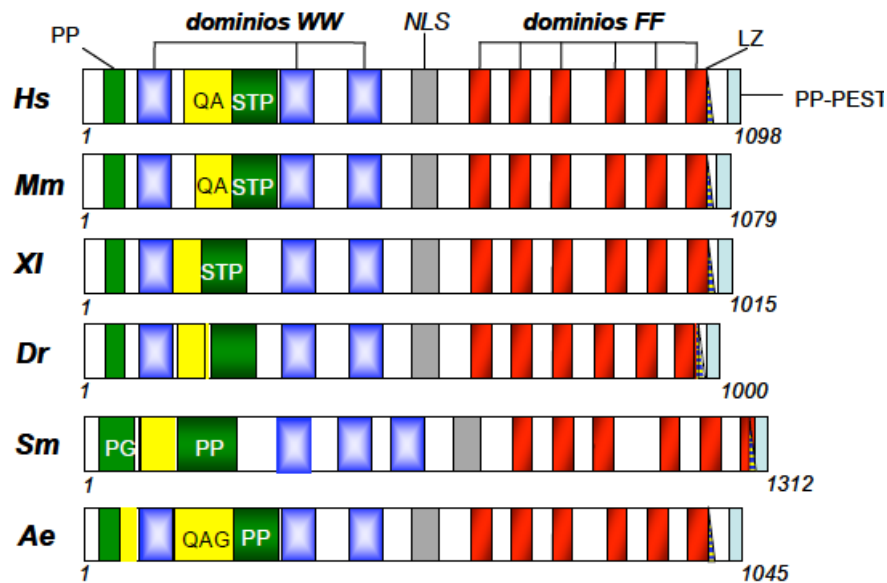 PP dominios WW NLS dominios FF LZ
Hs QA STP PP-PEST
1 1098
Mm QA STP
1 1079
Xl STP
1 1015
Dr
1 1000
Sm PG PP
1 1312
Ae QAG PP
1 1045